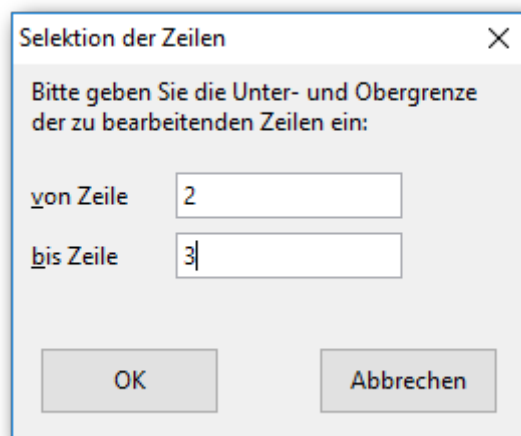 Selektion der Zeilen
Bitte geben Sie die Unter- und Obergrenze
der zu bearbeitenden Zeilen ein:
von Zeile 2
bis Zeile 3
OK Abbrechen